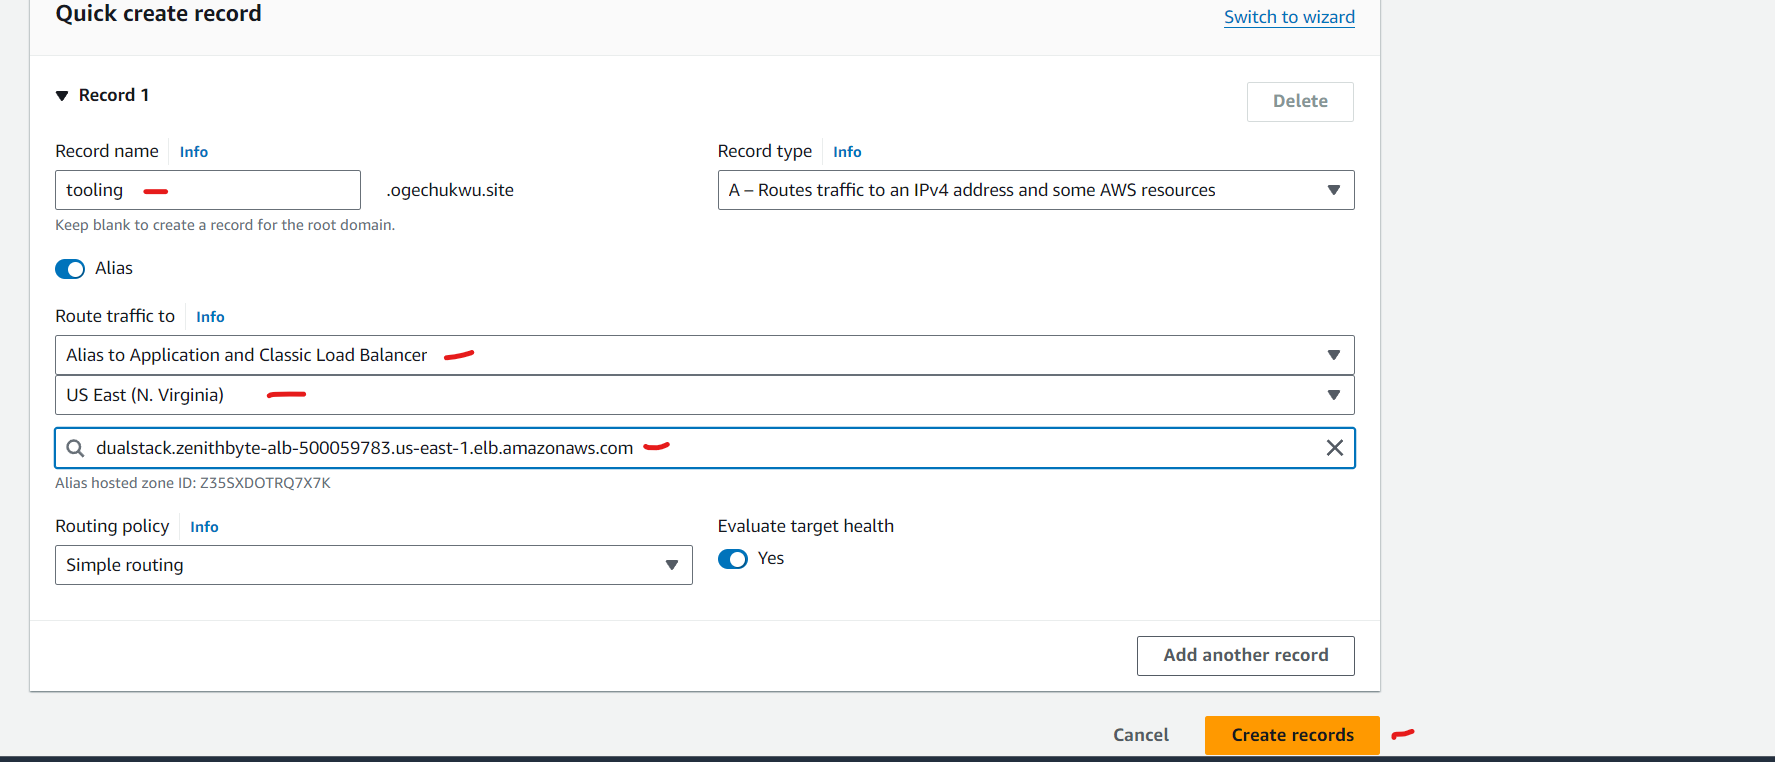 Quick create record
Switch to wizard
Record 1
Delete
Record name Info
Record type Info
tooling .ogechukwu.site
A – Routes traffic to an IPv4 address and some AWS resources
Keep blank to create a record for the root domain.
Alias
Route traffic to Info
Alias to Application and Classic Load Balancer
US East (N. Virginia)
dualstack.zenithbyte-alb-500059783.us-east-1.elb.amazonaws.com
Alias hosted zone ID: Z35SXDOTRQ7X7K
Routing policy Info
Evaluate target health
Simple routing
Yes
Add another record
Cancel
Create records